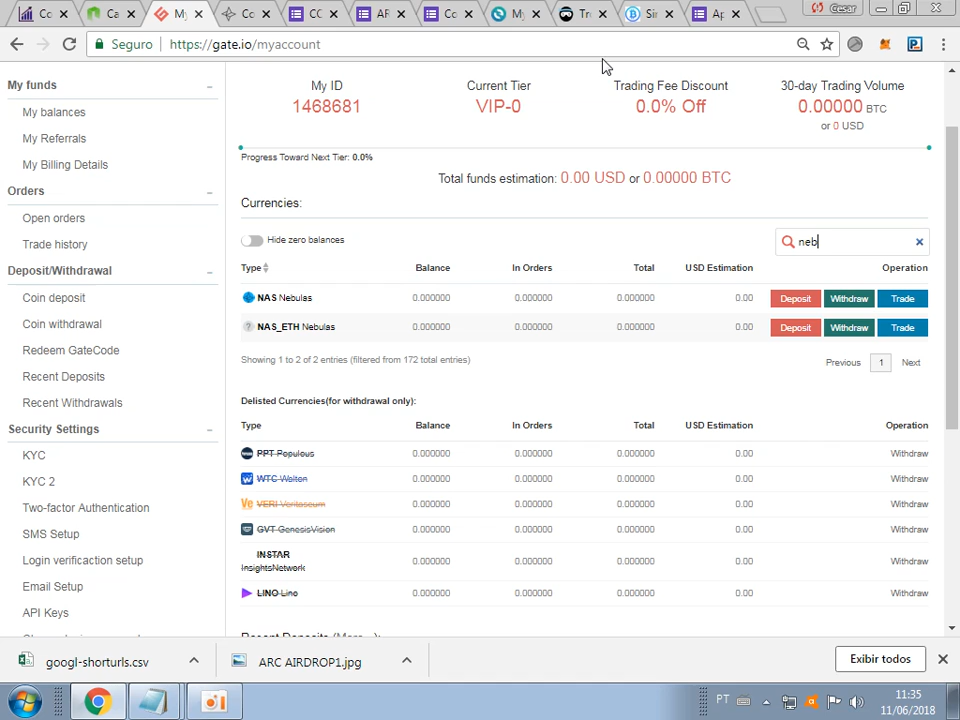 Co
Ca
My
Co
CC
AF
Co
My
Tr
Sir
Ap
Cesar
Seguro
https://gate.io/myaccount
My funds
My balances
My Referrals
My Billing Details
Orders
Open orders
Trade history
Deposit/Withdrawal
Coin deposit
Coin withdrawal
Redeem GateCode
Recent Deposits
Recent Withdrawals
Security Settings
KYC
KYC 2
Two-factor Authentication
SMS Setup
Login verificaction setup
Email Setup
API Keys
My ID Current Tier Trading Fee Discount 30-day Trading Volume
1468681 VIP-0 0.0% Off 0.00000 BTC
or 0 USD
Progress Toward Next Tier: 0.0%
Total funds estimation: 0.00 USD or 0.00000 BTC
Currencies:
Hide zero balances neb
Type Balance In Orders Total USD Estimation Operation
NAS Nebulas 0.000000 0.000000 0.000000 0.00 Deposit Withdraw Trade
? NAS_ETH Nebulas 0.000000 0.000000 0.000000 0.00 Deposit Withdraw Trade
Showing 1 to 2 of 2 entries (filtered from 172 total entries) Previous 1 Next
Delisted Currencies(for withdrawal only):
Type Balance In Orders Total USD Estimation Operation
PPT Populous 0.000000 0.000000 0.000000 0.00 Withdraw
WTC Walton 0.000000 0.000000 0.000000 0.00 Withdraw
VERI Veritaseum 0.000000 0.000000 0.000000 0.00 Withdraw
GVT GenesisVision 0.000000 0.000000 0.000000 0.00 Withdraw
INSTAR
InsightsNetwork 0.000000 0.000000 0.000000 0.00 Withdraw
LINO Lino 0.000000 0.000000 0.000000 0.00 Withdraw
googl-shorturls.csv ARC AIRDROP1.jpg Exibir todos
PT 11:35
11/06/2018